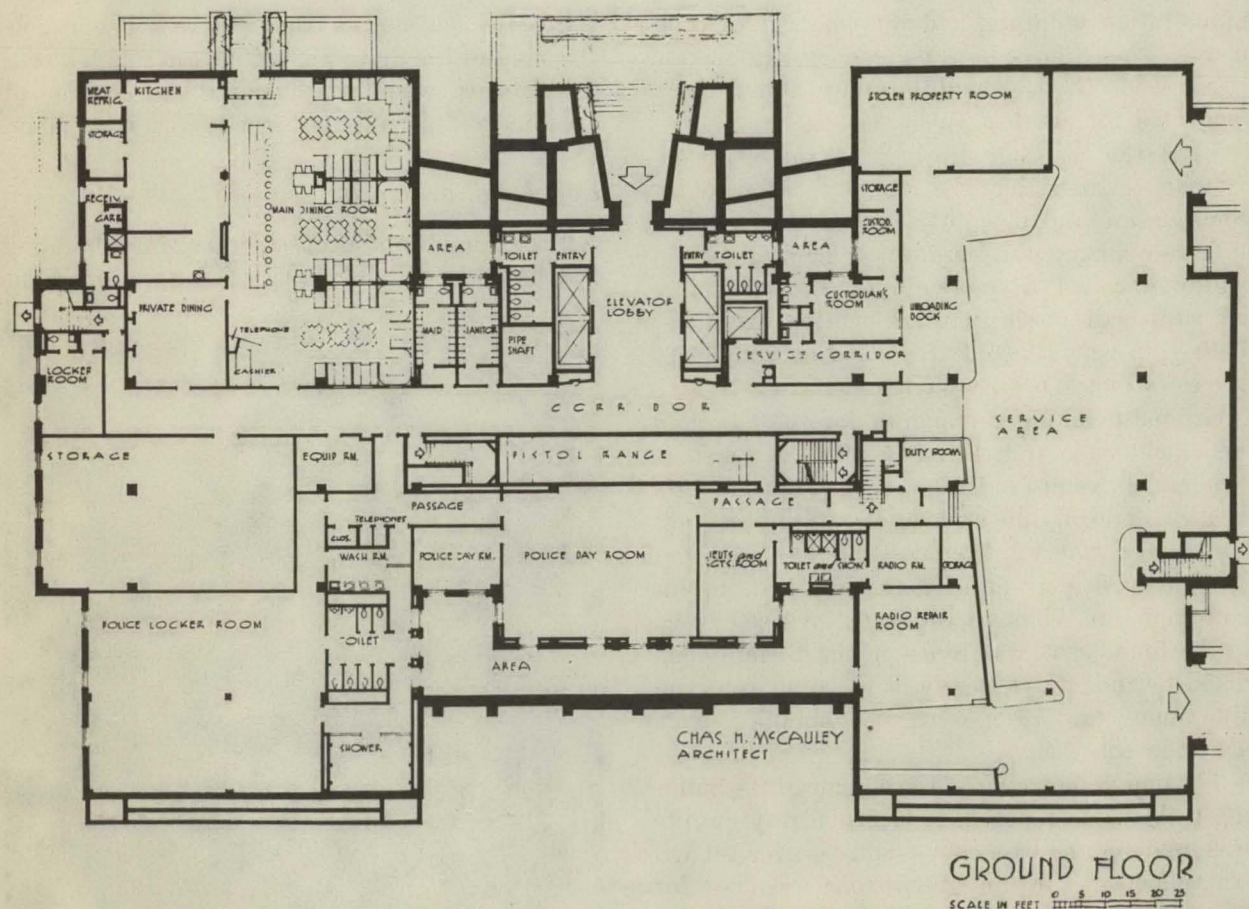 MEAT
REFRIG.
KITCHEN
STOLEN PROPERTY ROOM
STORAGE
STORAGE
RECEIV.
GARB.
MAIN DINING ROOM
CUSTOD.
ROOM
AREA
TOILET
ENTRY
ENTRY
TOILET
AREA
PRIVATE DINING
ELEVATOR
LOBBY
CUSTODIAN'S
ROOM
UNLOADING
DOCK
TELEPHONE
MAID
JANITOR
PIPE
SHAFT
SERVICE CORRIDOR
LOCKER
ROOM
CASHIER
CORRIDOR
SERVICE
AREA
STORAGE
EQUIP RM.
PISTOL RANGE
DUTY ROOM
PASSAGE
PASSAGE
TELEPHONES
CLOS.
WASH RM.
POLICE DAY RM.
POLICE DAY ROOM
LIEUTS and
SGTS ROOM
TOILET and SHOW.
RADIO RM.
STORAGE
POLICE LOCKER ROOM
TOILET
RADIO REPAIR
ROOM
AREA
SHOWER
CHAS. H. McCAULEY
ARCHITECT
GROUND FLOOR
SCALE IN FEET 0 5 10 15 20 25